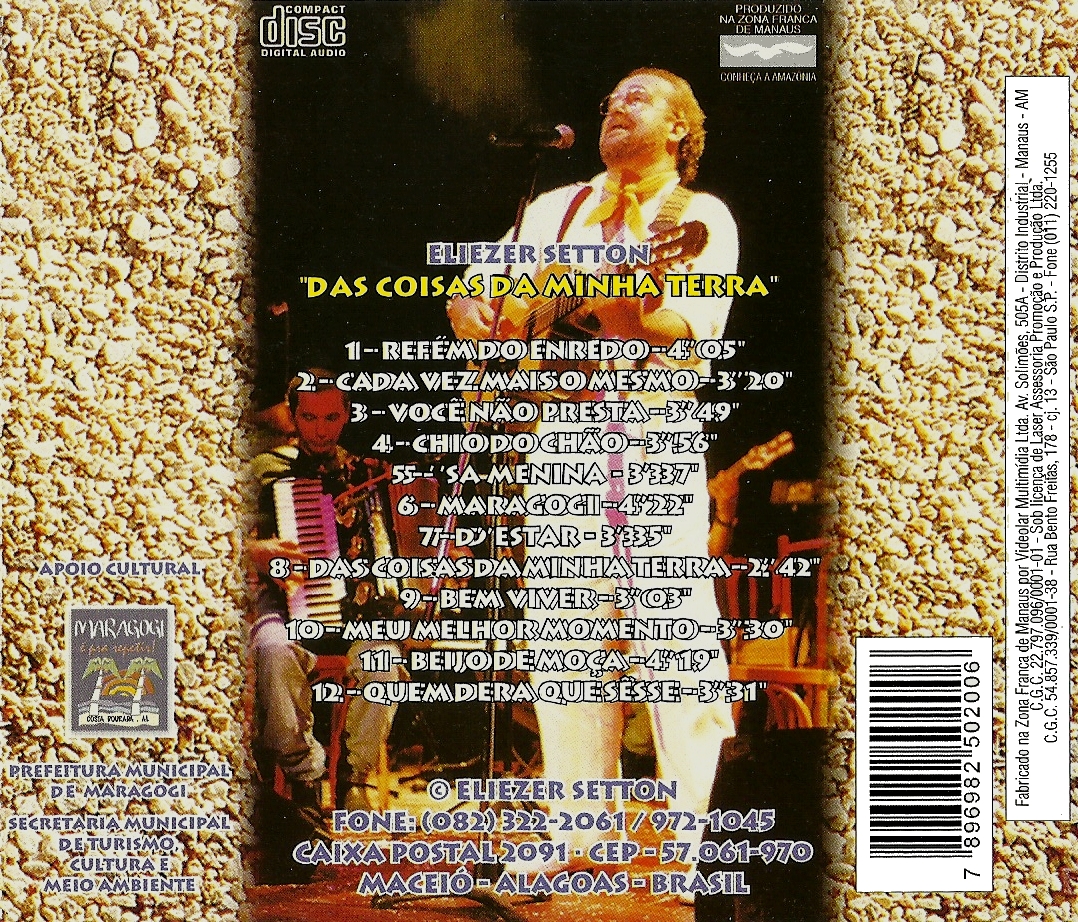 COMPACT
disc
DIGITAL AUDIO
PRODUZIDO
NA ZONA FRANCA
DE MANAUS
CONHEÇA A AMAZÔNIA
ELIEZER SETTON
"DAS COISAS DA MINHA TERRA"
1 - REFÉM DO ENREDO - 4'05"
2 - CADA VEZ MAIS O MESMO - 3'20"
3 - VOCÊ NÃO PRESTA - 3'49"
4 - CHIO DO CHÃO - 3'56"
5 - 'SA MENINA - 3'37"
6 - MARAGOGI - 4'22"
7 - D' ESTAR - 3'35"
8 - DAS COISAS DA MINHA TERRA - 2'42"
9 - BEM VIVER - 3'03"
10 - MEU MELHOR MOMENTO - 3'30"
11 - BEIJO DE MOÇA - 4'19"
12 - QUEM DERA QUE SÊSSE - 3'31"
© ELIEZER SETTON
FONE: (082) 322-2061 / 972-1045
CAIXA POSTAL 2091 · CEP - 57.061-970
MACEIÓ - ALAGOAS - BRASIL
APOIO CULTURAL
MARAGOGI
é pra repetir!
COSTA DOURADA . AL
PREFEITURA MUNICIPAL
DE MARAGOGI
SECRETARIA MUNICIPAL
DE TURISMO,
CULTURA E
MEIO AMBIENTE
Fabricado na Zona Franca de Manaus por Videolar Multimídia Ltda. Av. Solimões, 505A - Distrito Industrial - Manaus - AM
C.G.C. 22.797.096/0001-01 - Sob licença de Laser Assessoria Promoção e Produção Ltda.
C.G.C. 54.857.339/0001-38 - Rua Bento Freitas, 178 - cj. 13 - São Paulo S.P. - Fone (011) 220-1255
7 896982 502006